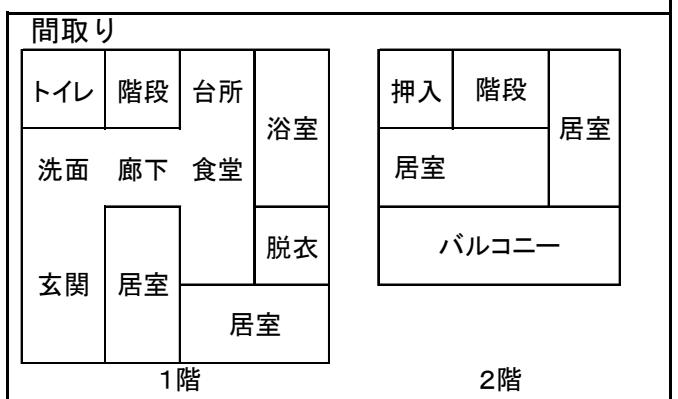 間取り
トイレ 階段 台所 浴室
洗面 廊下 食堂
脱衣
玄関 居室
居室
1階
押入 階段 居室
居室
バルコニー
2階